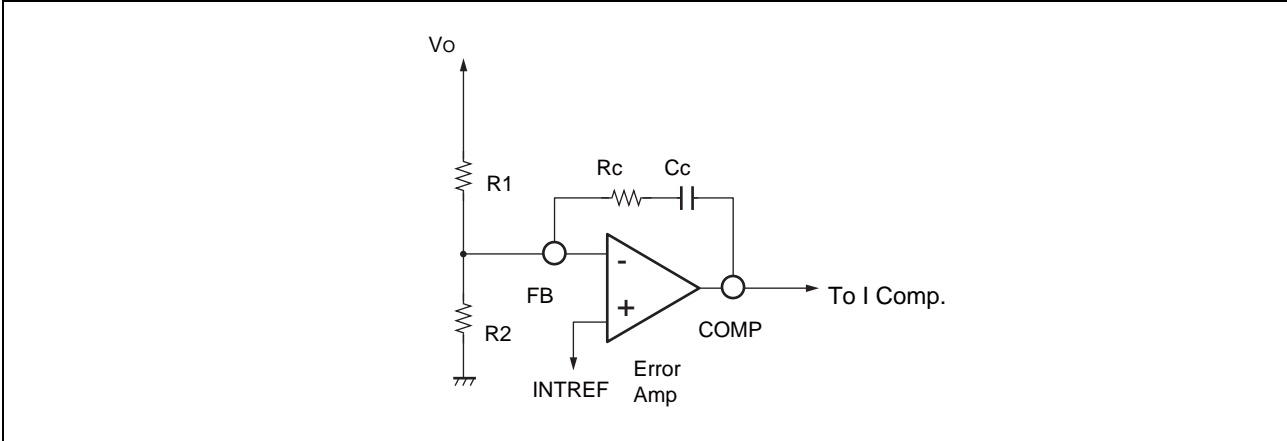 Vo
R1
Rc
Cc
-
FB
+
To I Comp.
R2
COMP
INTREF
Error
Amp